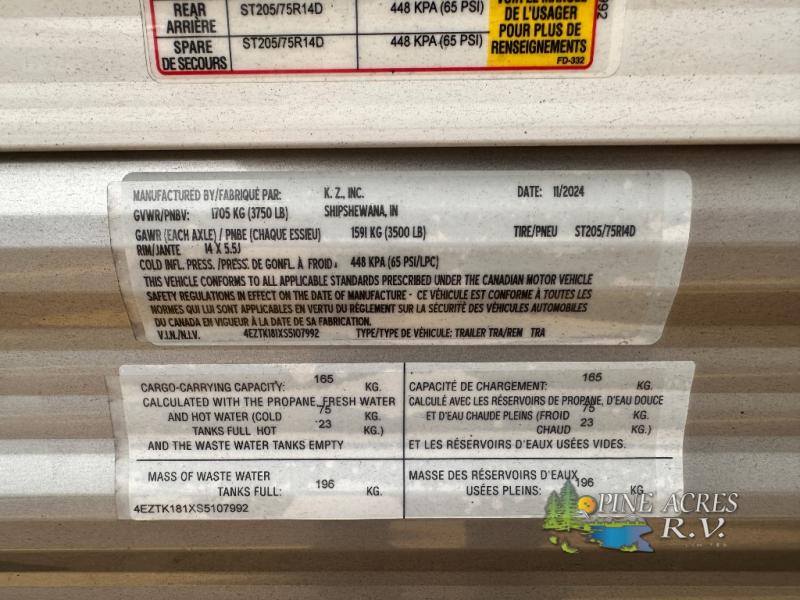 REAR ST205/75R14D 448 KPA (65 PSI)
ARRIÈRE
SPARE ST205/75R14D 448 KPA (65 PSI)
DE SECOURS
DE L'USAGER
POUR PLUS DE
RENSEIGNEMENTS
FD-332
992
MANUFACTURED BY/FABRIQUÉ PAR: K. Z., INC. DATE: 11/2024
GVWR/PNBV: 1705 KG (3750 LB) SHIPSHEWANA, IN
GAWR (EACH AXLE) / PNBE (CHAQUE ESSIEU) 1591 KG (3500 LB) TIRE/PNEU ST205/75R14D
RIM/JANTE 14 X 5.5J
COLD INFL. PRESS. /PRESS. DE GONFL À FROID: 448 KPA (65 PSI/LPC)
THIS VEHICLE CONFORMS TO ALL APPLICABLE STANDARDS PRESCRIBED UNDER THE CANADIAN MOTOR VEHICLE
SAFETY REGULATIONS IN EFFECT ON THE DATE OF MANUFACTURE - CE VÉHICULE EST CONFORME À TOUTES LES
NORMES QUI LUI SONT APPLICABLES EN VERTU DU RÈGLEMENT SUR LA SÉCURITÉ DES VÉHICULES AUTOMOBILES
DU CANADA EN VIGUEUR À LA DATE DE SA FABRICATION.
V.I.N./N.I.V. 4EZTK181XS5107992 TYPE/TYPE DE VÉHICULE: TRAILER TRA/REM TRA
CARGO-CARRYING CAPACITY: 165 KG.
CALCULATED WITH THE PROPANE, FRESH WATER
AND HOT WATER (COLD 75 KG.)
TANKS FULL HOT 23 KG.)
AND THE WASTE WATER TANKS EMPTY
MASS OF WASTE WATER
TANKS FULL: 196 KG.
4EZTK181XS5107992
CAPACITÉ DE CHARGEMENT: 165 KG.
CALCULÉ AVEC LES RÉSERVOIRS DE PROPANE, D'EAU DOUCE
ET D'EAU CHAUDE PLEINS (FROID 75 KG.
CHAUD 23 KG.)
ET LES RÉSERVOIRS D'EAUX USÉES VIDES.
MASSE DES RÉSERVOIRS D'EAUX
USÉES PLEINS: 196 KG.
PINE ACRES
R.V.
LIMITED